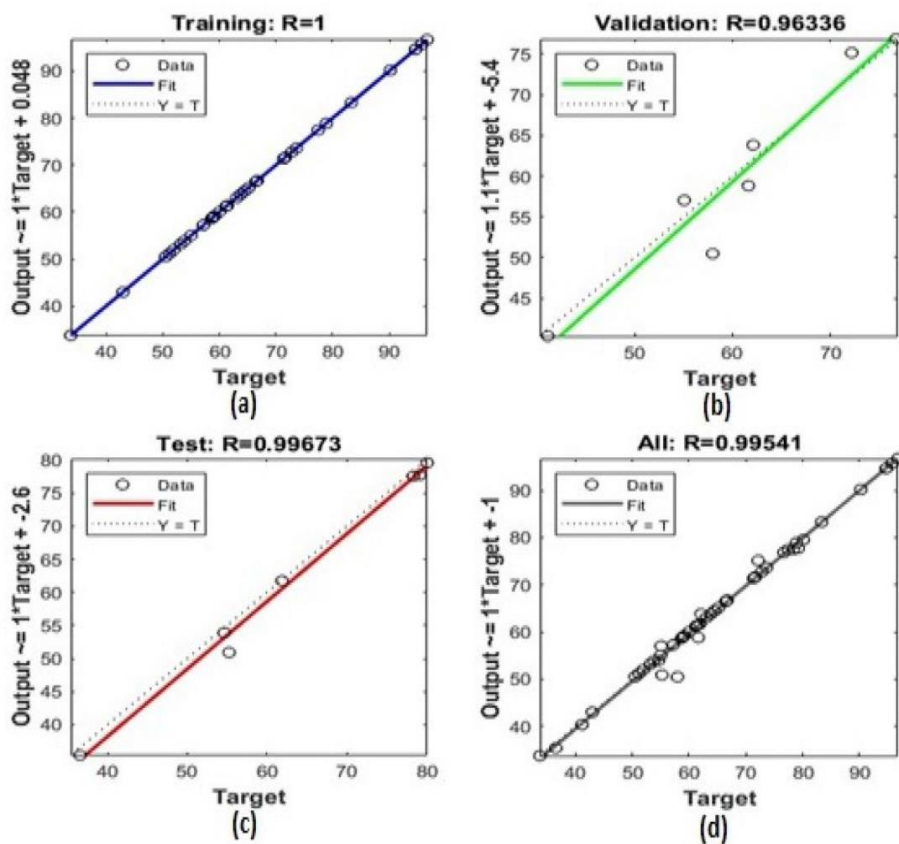 Training: R=1
Output ~= 1*Target + 0.048
Data
Fit
Y = T
90
80
70
60
50
40
40 50 60 70 80 90
Target
(a)
Validation: R=0.96336
Output ~= 1.1*Target + -5.4
Data
Fit
Y = T
75
70
65
60
55
50
45
50 60 70
Target
(b)
Test: R=0.99673
Output ~= 1*Target + -2.6
Data
Fit
Y = T
80
75
70
65
60
55
50
45
40
40 50 60 70 80
Target
(c)
All: R=0.99541
Output ~= 1*Target + -1
Data
Fit
Y = T
90
80
70
60
50
40
40 50 60 70 80 90
Target
(d)